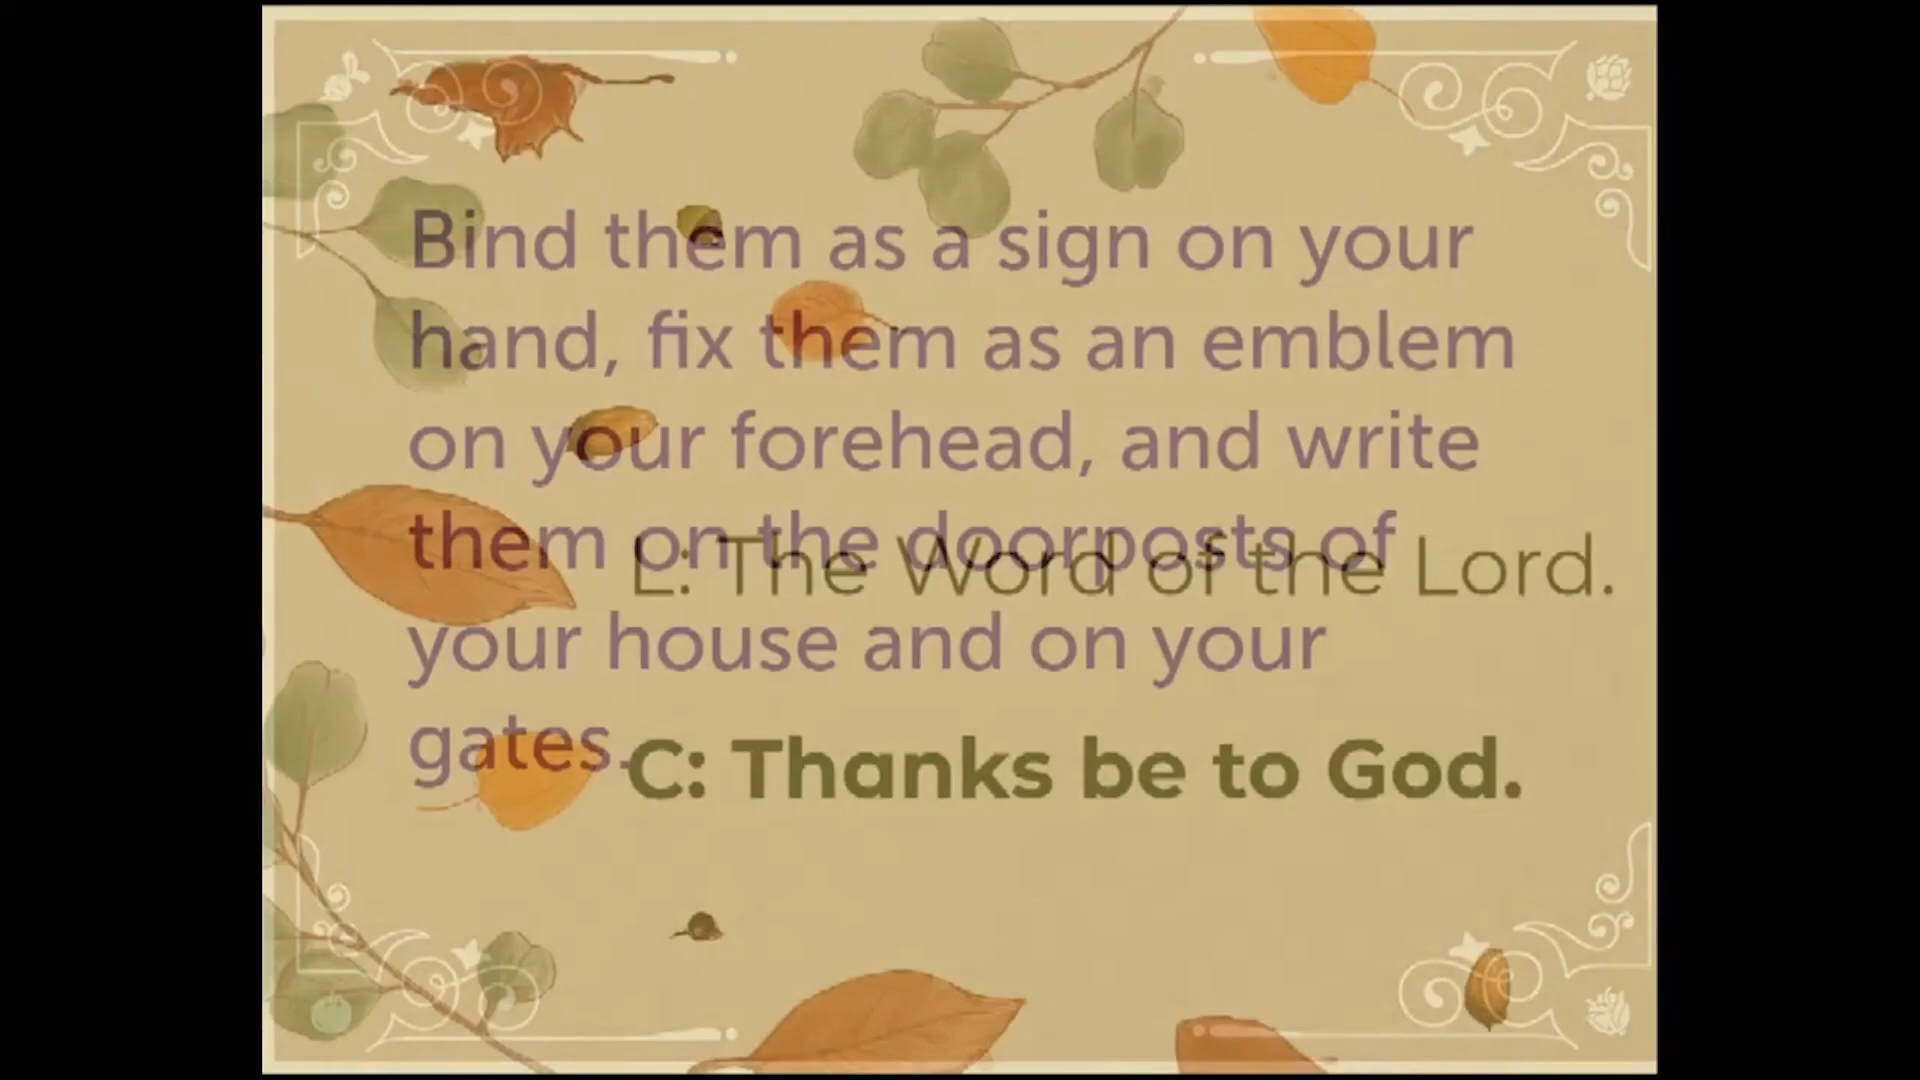 Bind them as a sign on your
hand, fix them as an emblem
on your forehead, and write
them on the doorposts of
your house and on your
gates.
L: The Word of the Lord.
C: Thanks be to God.